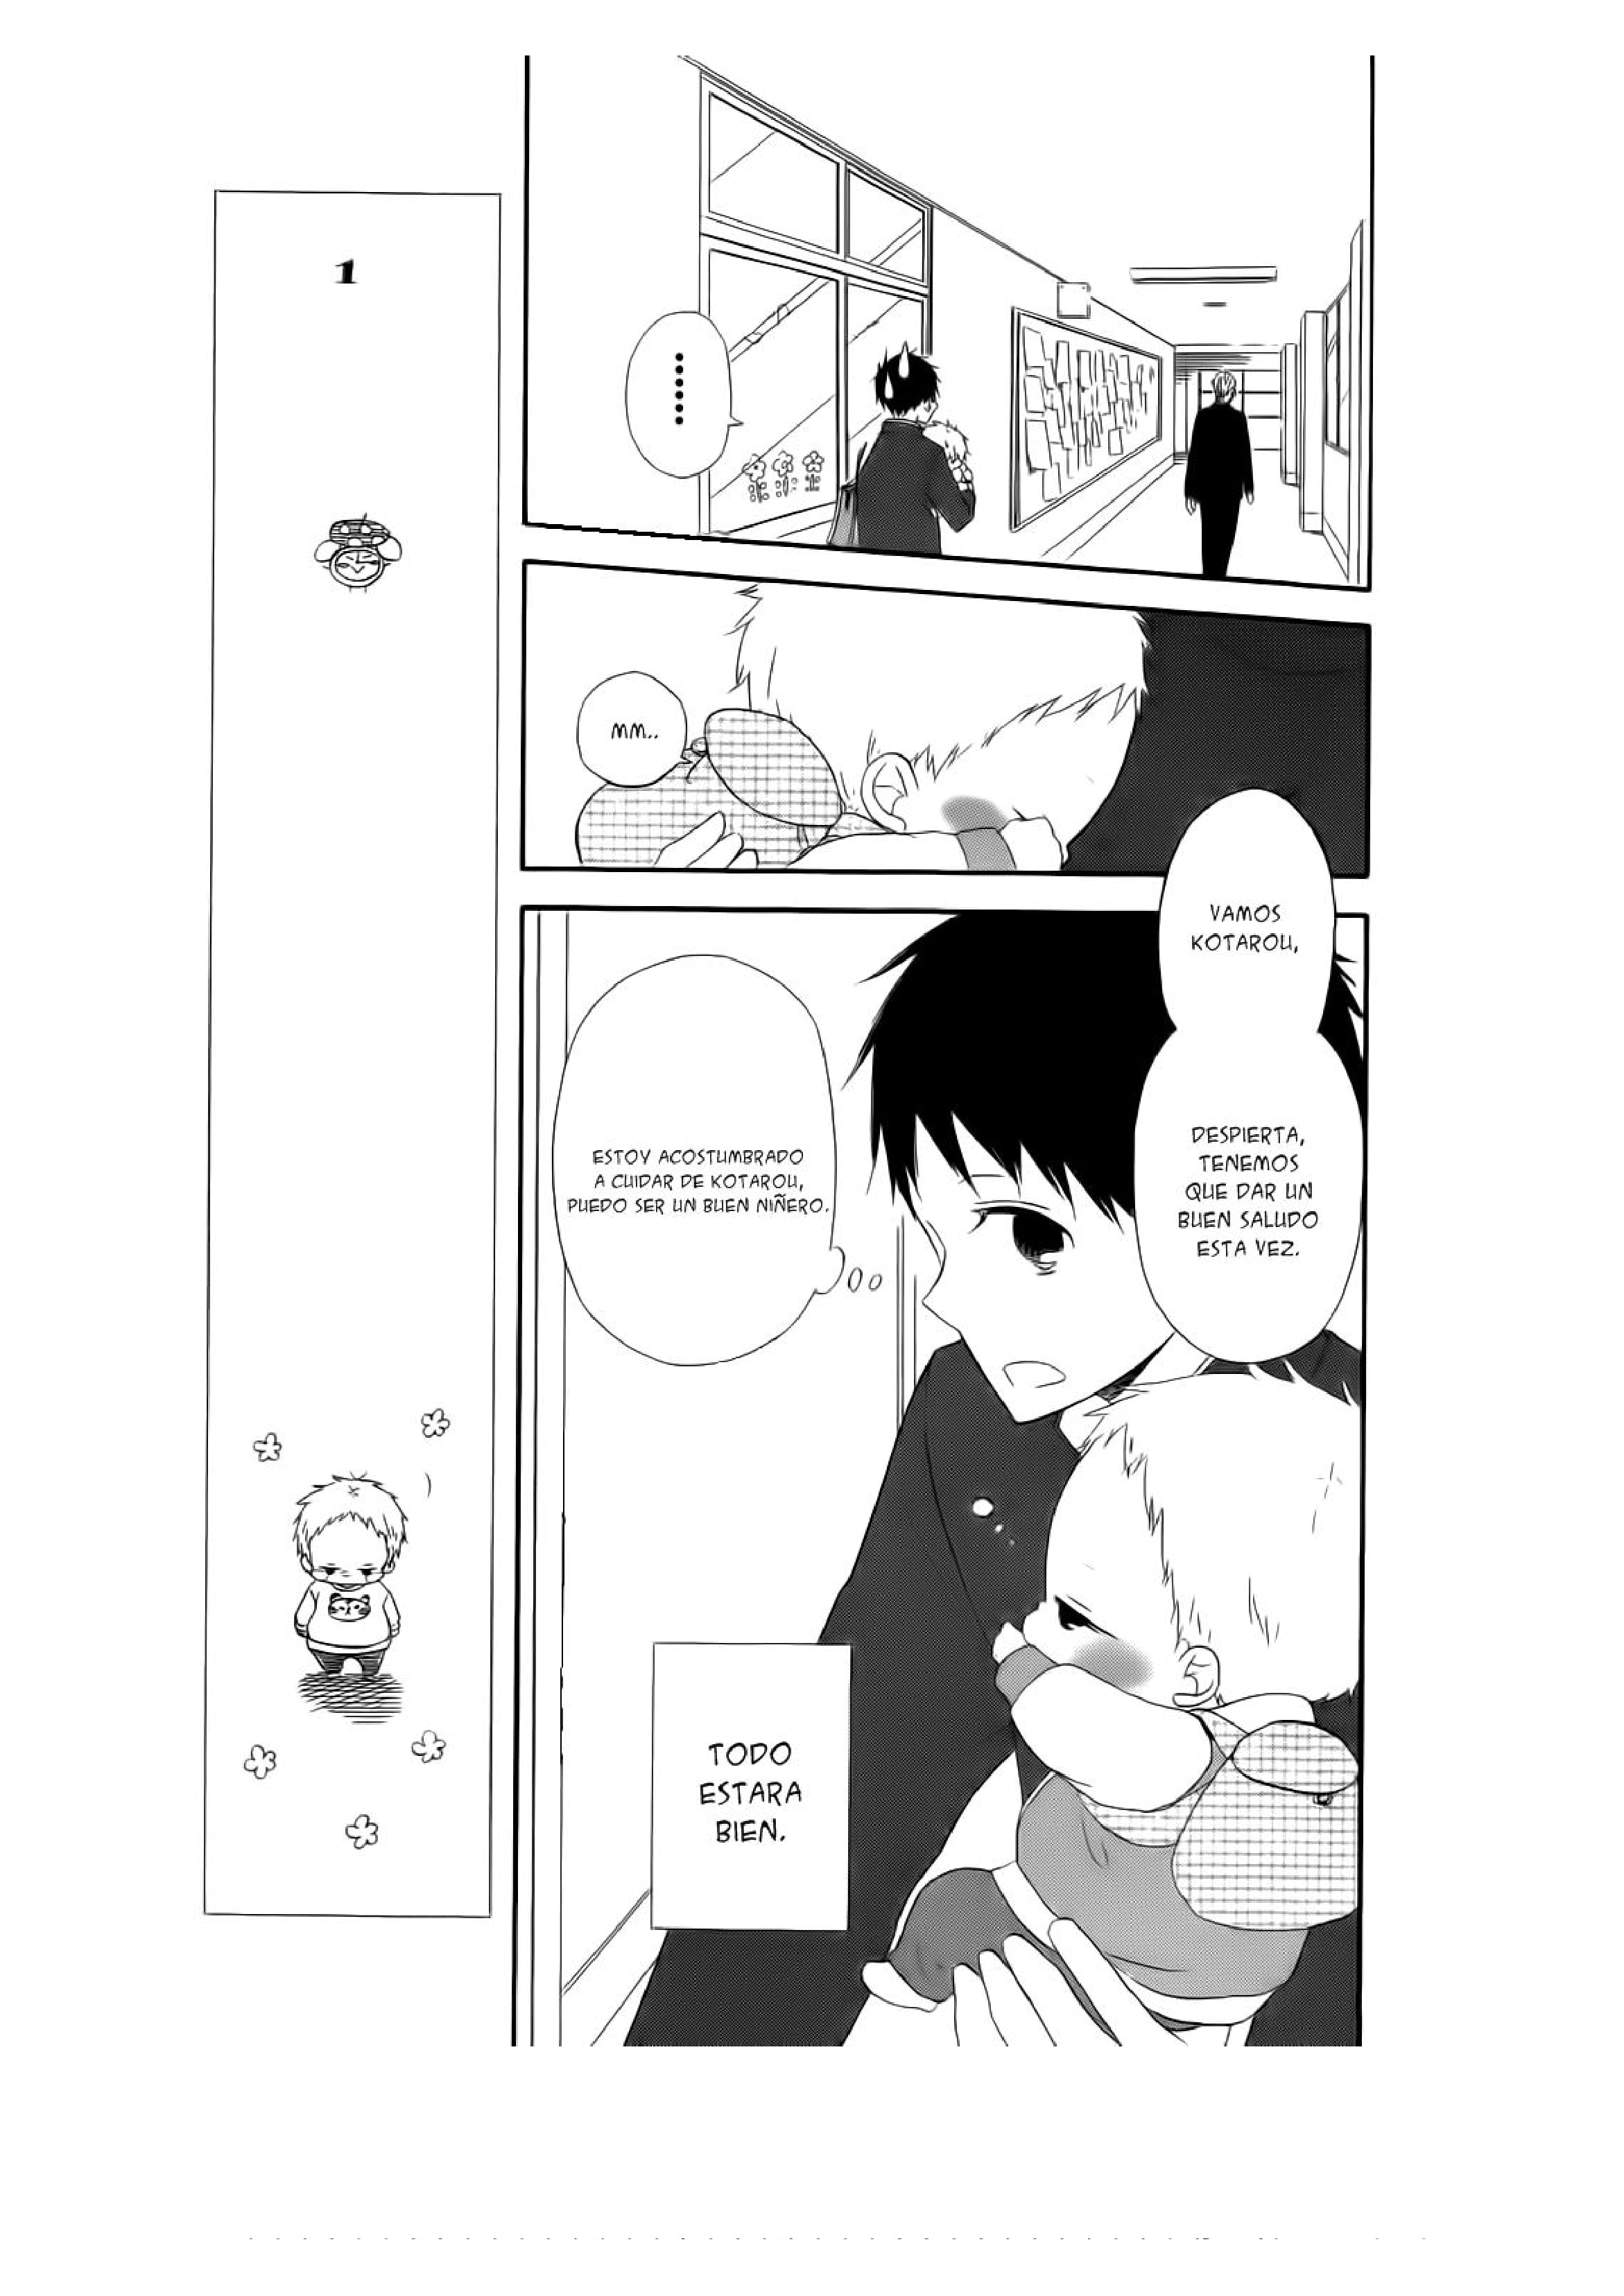 1
......
MM..
VAMOS
KOTAROU,
DESPIERTA,
TENEMOS
QUE DAR UN
BUEN SALUDO
ESTA VEZ.
ESTOY ACOSTUMBRADO
A CUIDAR DE KOTAROU,
PUEDO SER UN BUEN NIÑERO.
TODO
ESTARA
BIEN.